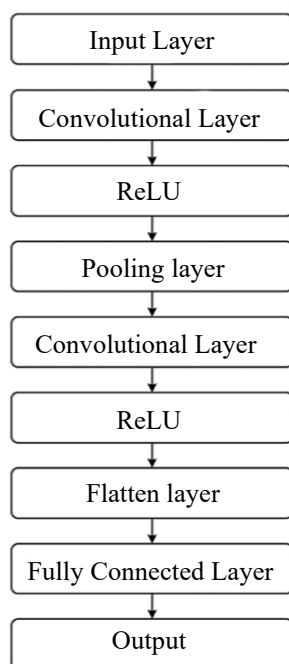 Input Layer
Convolutional Layer
ReLU
Pooling layer
Convolutional Layer
ReLU
Flatten layer
Fully Connected Layer
Output